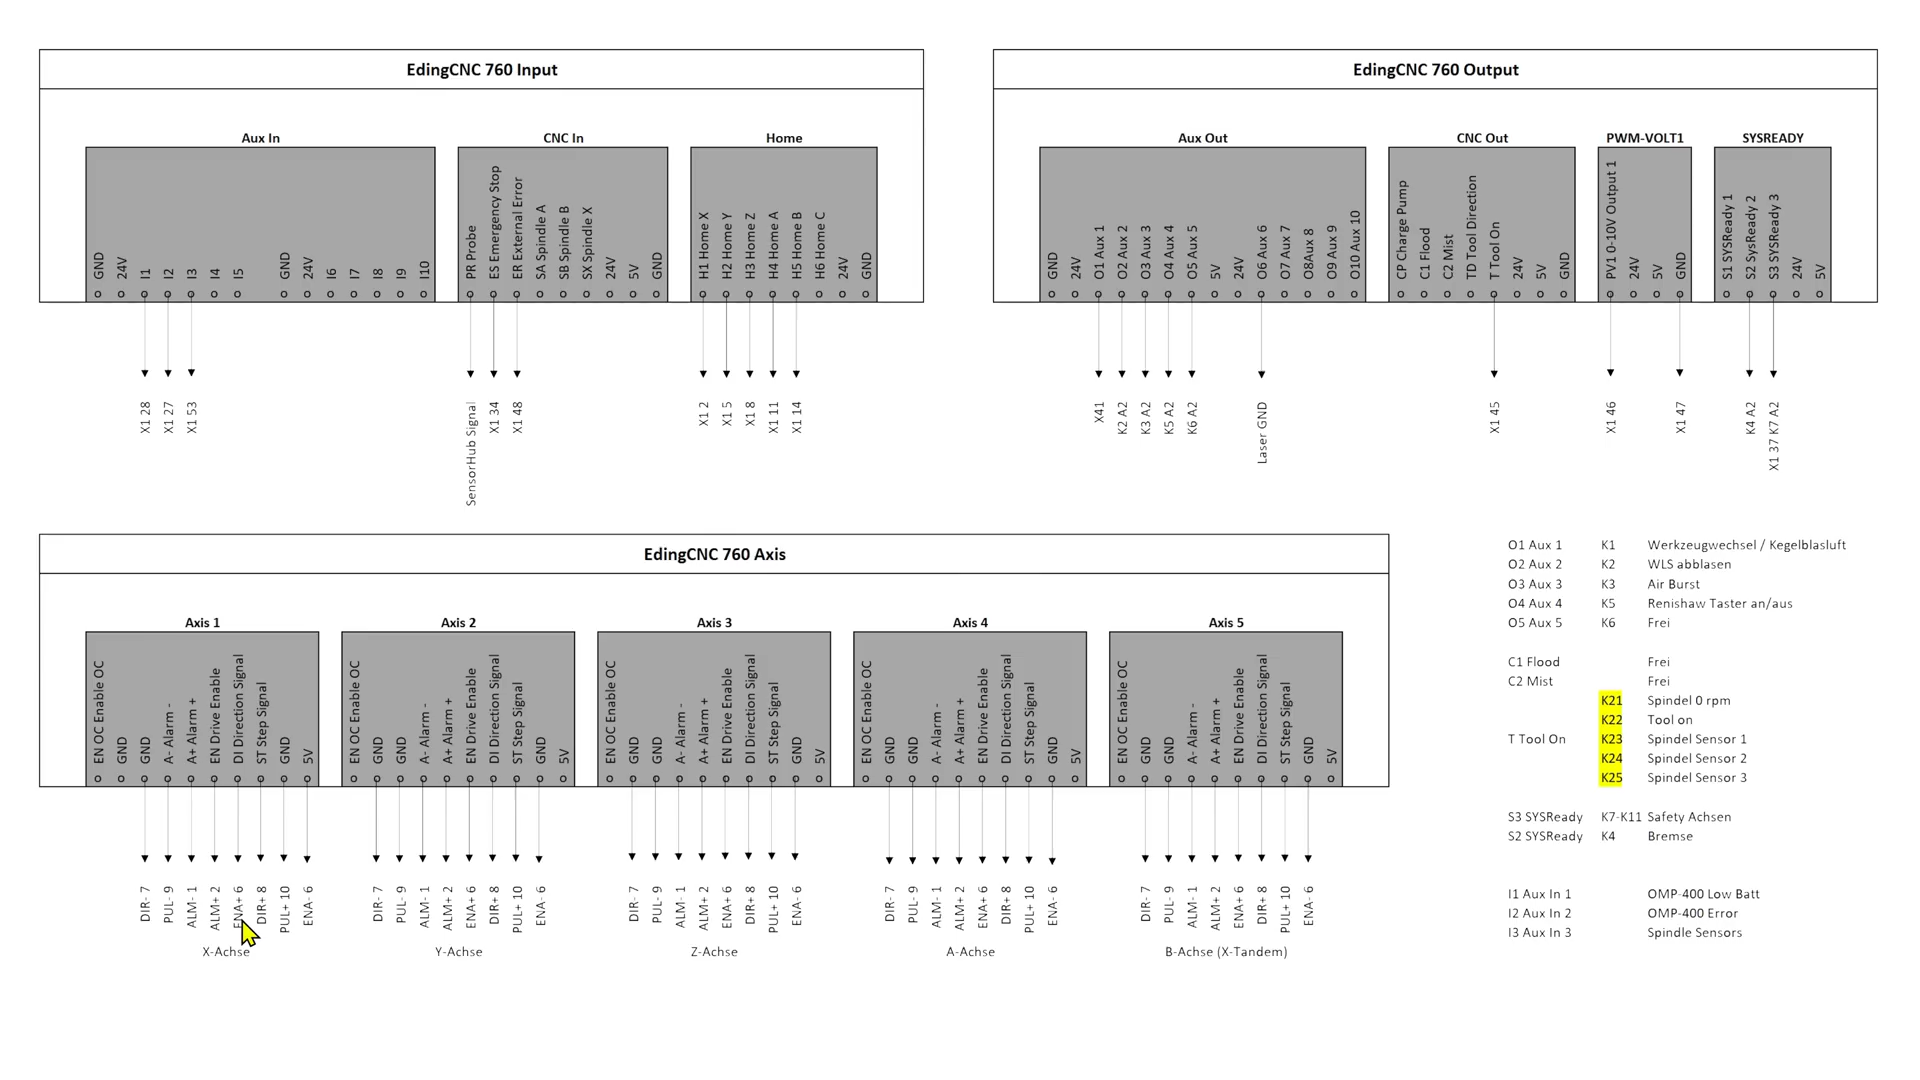 EdingCNC 760 Input
Aux In
GND
24V
I1
I2
I3
I4
I5
GND
24V
I6
I7
I8
I9
I10
X1 28
X1 27
X1 53
CNC In
PR Probe
ES Emergency Stop
ER External Error
SA Spindle A
SB Spindle B
SX Spindle X
24V
5V
GND
SensorHub Signal
X1 34
X1 48
Home
H1 Home X
H2 Home Y
H3 Home Z
H4 Home A
H5 Home B
H6 Home C
24V
GND
X1 2
X1 5
X1 8
X1 11
X1 14
EdingCNC 760 Output
Aux Out
GND
24V
O1 Aux 1
O2 Aux 2
O3 Aux 3
O4 Aux 4
O5 Aux 5
5V
24V
O6 Aux 6
O7 Aux 7
O8Aux 8
O9 Aux 9
O10 Aux 10
X41
K2 A2
K3 A2
K5 A2
K6 A2
Laser GND
CNC Out
CP Charge Pump
C1 Flood
C2 Mist
TD Tool Direction
T Tool On
24V
5V
GND
X1 45
PWM-VOLT1
PV1 0-10V Output 1
24V
5V
GND
X1 46
X1 47
SYSREADY
S1 SYSReady 1
S2 SysReady 2
S3 SYSReady 3
24V
5V
K4 A2
X1 37 K7 A2
EdingCNC 760 Axis
Axis 1
EN OC Enable OC
GND
GND
A- Alarm -
A+ Alarm +
EN Drive Enable
DI Direction Signal
ST Step Signal
GND
5V
DIR- 7
PUL- 9
ALM- 1
ALM+ 2
ENA+ 6
DIR+ 8
PUL+ 10
ENA- 6
X-Achse
Axis 2
EN OC Enable OC
GND
GND
A- Alarm -
A+ Alarm +
EN Drive Enable
DI Direction Signal
ST Step Signal
GND
5V
DIR- 7
PUL- 9
ALM- 1
ALM+ 2
ENA+ 6
DIR+ 8
PUL+ 10
ENA- 6
Y-Achse
Axis 3
EN OC Enable OC
GND
GND
A- Alarm -
A+ Alarm +
EN Drive Enable
DI Direction Signal
ST Step Signal
GND
5V
DIR- 7
PUL- 9
ALM- 1
ALM+ 2
ENA+ 6
DIR+ 8
PUL+ 10
ENA- 6
Z-Achse
Axis 4
EN OC Enable OC
GND
GND
A- Alarm -
A+ Alarm +
EN Drive Enable
DI Direction Signal
ST Step Signal
GND
5V
DIR- 7
PUL- 9
ALM- 1
ALM+ 2
ENA+ 6
DIR+ 8
PUL+ 10
ENA- 6
A-Achse
Axis 5
EN OC Enable OC
GND
GND
A- Alarm -
A+ Alarm +
EN Drive Enable
DI Direction Signal
ST Step Signal
GND
5V
DIR- 7
PUL- 9
ALM- 1
ALM+ 2
ENA+ 6
DIR+ 8
PUL+ 10
ENA- 6
B-Achse (X-Tandem)
O1 Aux 1 K1 Werkzeugwechsel / Kegelblasluft
O2 Aux 2 K2 WLS abblasen
O3 Aux 3 K3 Air Burst
O4 Aux 4 K5 Renishaw Taster an/aus
O5 Aux 5 K6 Frei
C1 Flood Frei
C2 Mist Frei
K21 Spindel 0 rpm
K22 Tool on
T Tool On K23 Spindel Sensor 1
K24 Spindel Sensor 2
K25 Spindel Sensor 3
S3 SYSReady K7-K11 Safety Achsen
S2 SYSReady K4 Bremse
I1 Aux In 1 OMP-400 Low Batt
I2 Aux In 2 OMP-400 Error
I3 Aux In 3 Spindle Sensors